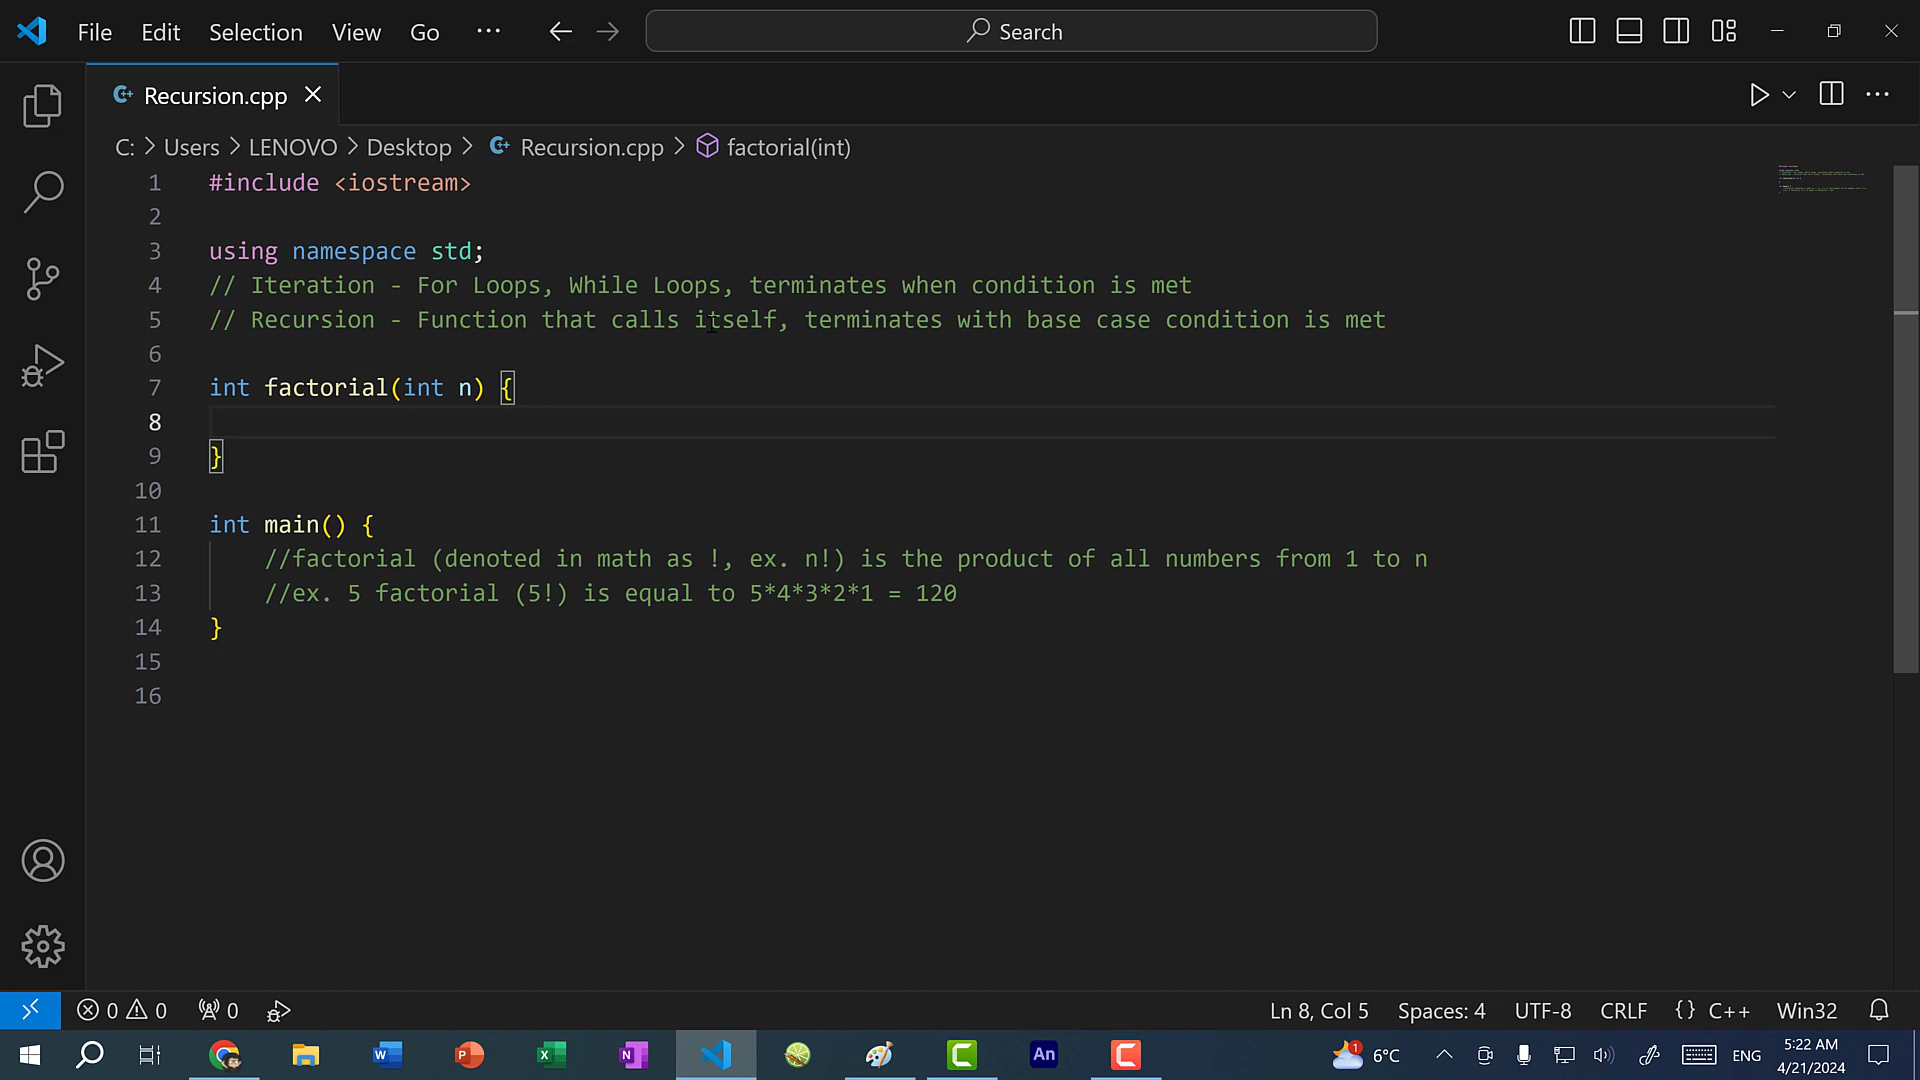 File Edit Selection View Go ··· Search
Recursion.cpp
C: > Users > LENOVO > Desktop > Recursion.cpp > factorial(int)
1 #include <iostream>
2
3 using namespace std;
4 // Iteration - For Loops, While Loops, terminates when condition is met
5 // Recursion - Function that calls itself, terminates with base case condition is met
6
7 int factorial(int n) {
8
9 }
10
11 int main() {
12 //factorial (denoted in math as !, ex. n!) is the product of all numbers from 1 to n
13 //ex. 5 factorial (5!) is equal to 5*4*3*2*1 = 120
14 }
15
16
0 0 0 Ln 8, Col 5 Spaces: 4 UTF-8 CRLF {} C++ Win32
W P X N An C 1 6°C ENG 5:22 AM
4/21/2024